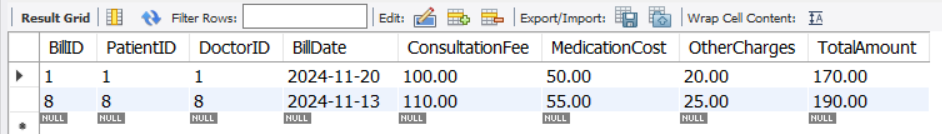 Result Grid Filter Rows: Edit: Export/Import: Wrap Cell Content: IA
BillID PatientID DoctorID BillDate ConsultationFee MedicationCost OtherCharges TotalAmount
1 1 1 2024-11-20 100.00 50.00 20.00 170.00
8 8 8 2024-11-13 110.00 55.00 25.00 190.00
NULL NULL NULL NULL NULL NULL NULL NULL